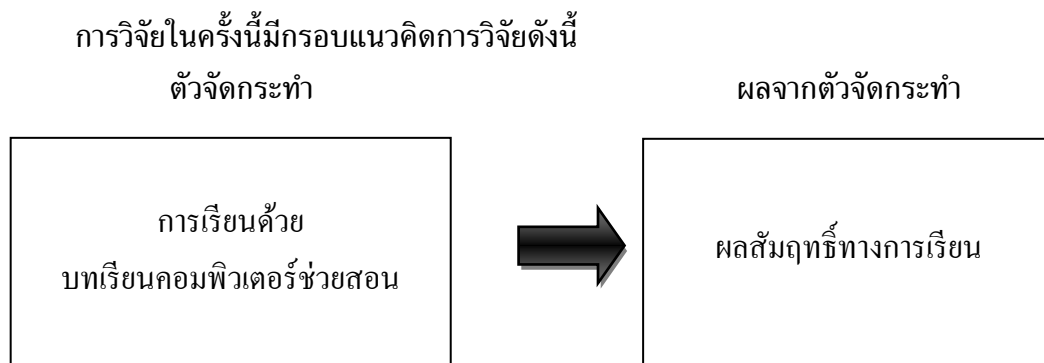 การวิจัยในครั้งนี้มีกรอบแนวคิดการวิจัยดังนี้
ตัวจัดกระทำ
ผลจากตัวจัดกระทำ
การเรียนด้วย
บทเรียนคอมพิวเตอร์ช่วยสอน
ผลสัมฤทธิ์ทางการเรียน